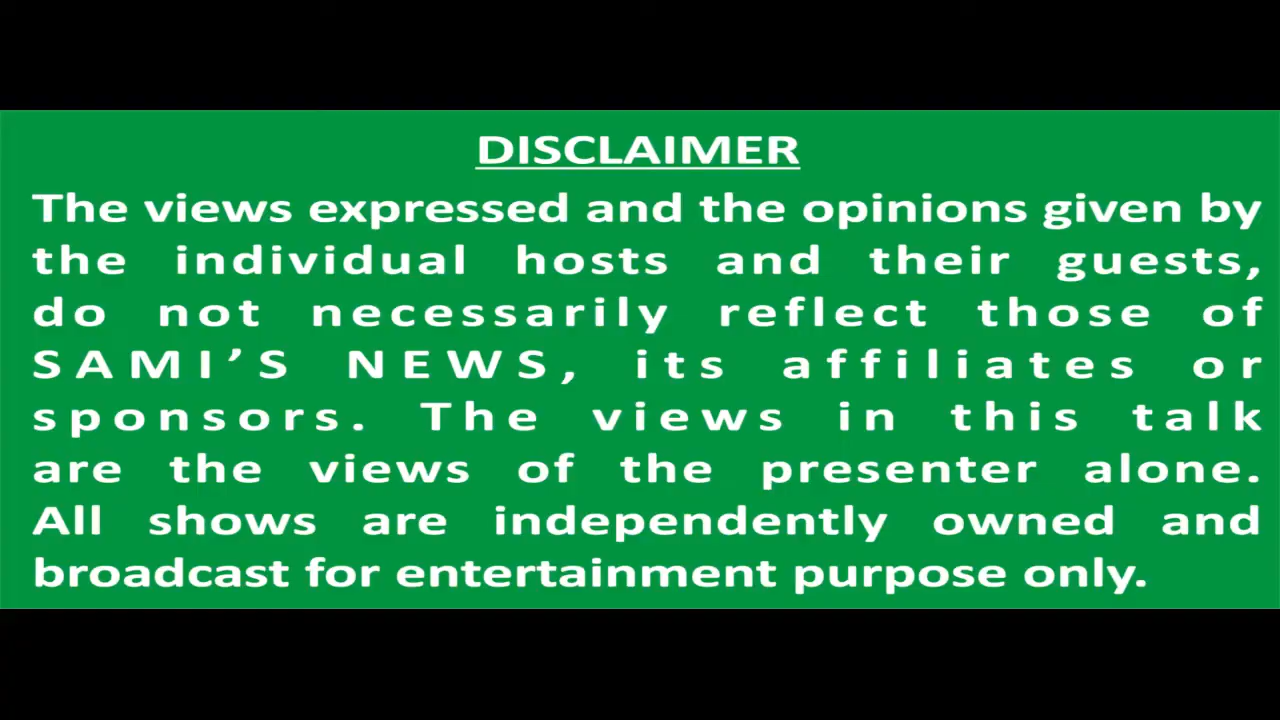 DISCLAIMER
The views expressed and the opinions given by
the individual hosts and their guests,
do not necessarily reflect those of
SAMI’S NEWS, its affiliates or
sponsors. The views in this talk
are the views of the presenter alone.
All shows are independently owned and
broadcast for entertainment purpose only.